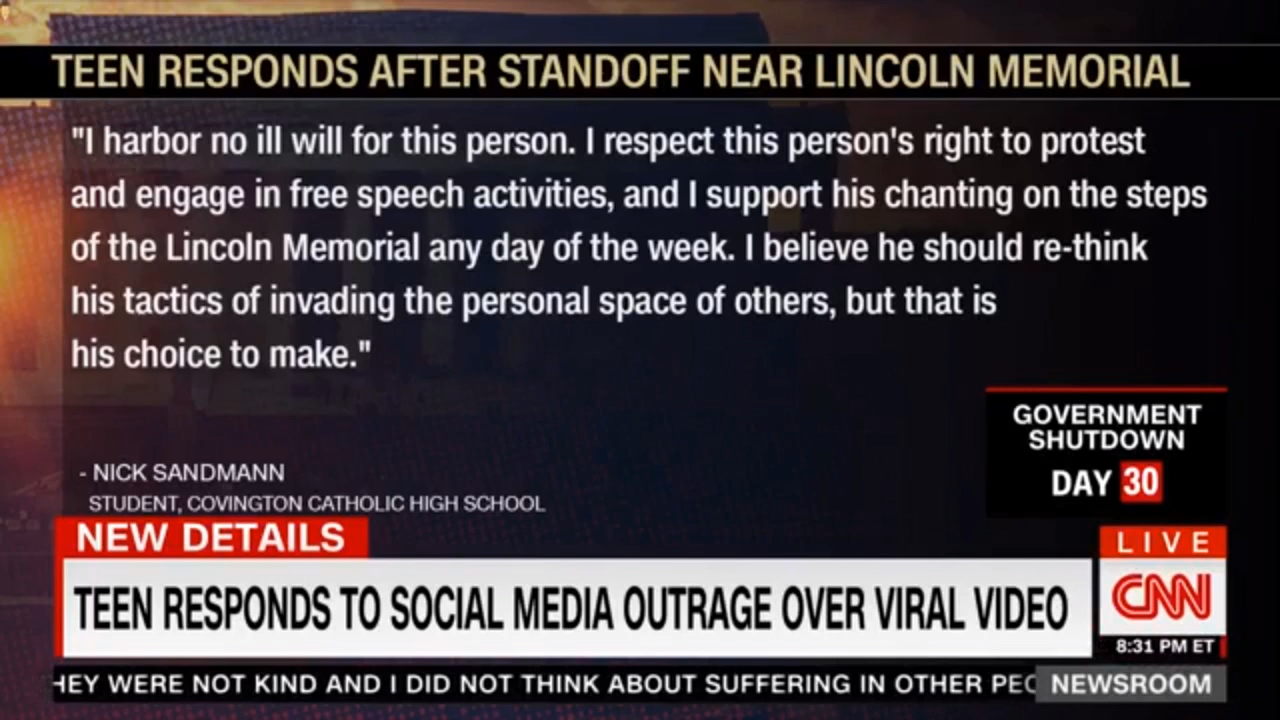 TEEN RESPONDS AFTER STANDOFF NEAR LINCOLN MEMORIAL
"I harbor no ill will for this person. I respect this person's right to protest
and engage in free speech activities, and I support his chanting on the steps
of the Lincoln Memorial any day of the week. I believe he should re-think
his tactics of invading the personal space of others, but that is
his choice to make."
- NICK SANDMANN
STUDENT, COVINGTON CATHOLIC HIGH SCHOOL
GOVERNMENT
SHUTDOWN
DAY 30
NEW DETAILS
TEEN RESPONDS TO SOCIAL MEDIA OUTRAGE OVER VIRAL VIDEO
LIVE
CNN
8:31 PM ET
HEY WERE NOT KIND AND I DID NOT THINK ABOUT SUFFERING IN OTHER PEO
NEWSROOM